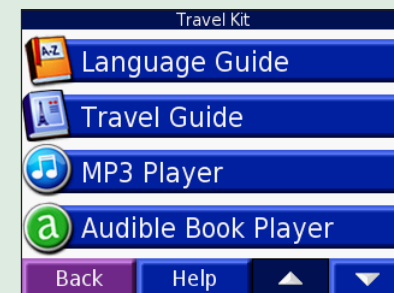 Travel Kit
A-Z
Language Guide
Travel Guide
MP3 Player
a
Audible Book Player
Back Help